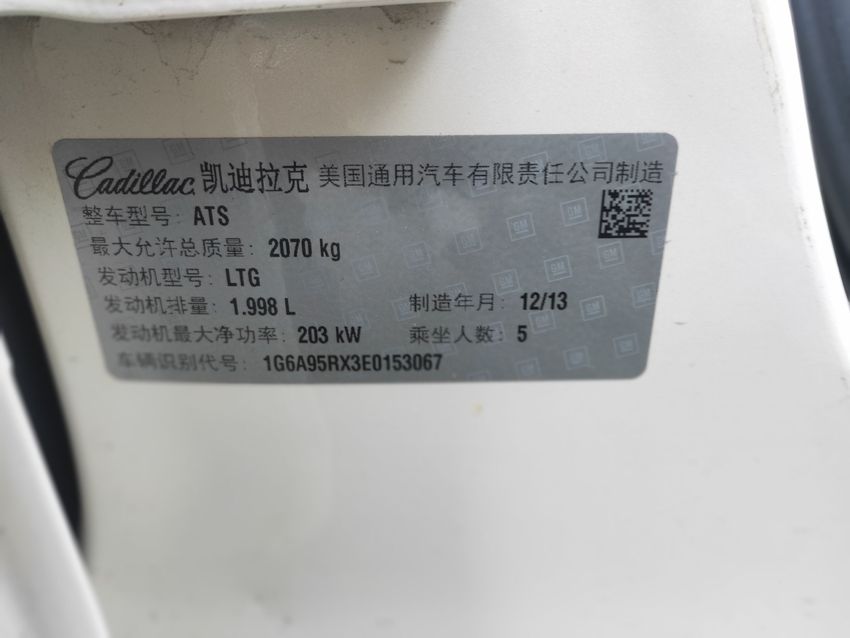 Cadillac 凯迪拉克 美国通用汽车有限责任公司制造
整车型号: ATS
最大允许总质量: 2070 kg
发动机型号: LTG
发动机排量: 1.998 L 制造年月: 12/13
发动机最大净功率: 203 kW 乘坐人数: 5
车辆识别代号: 1G6A95RX3E0153067